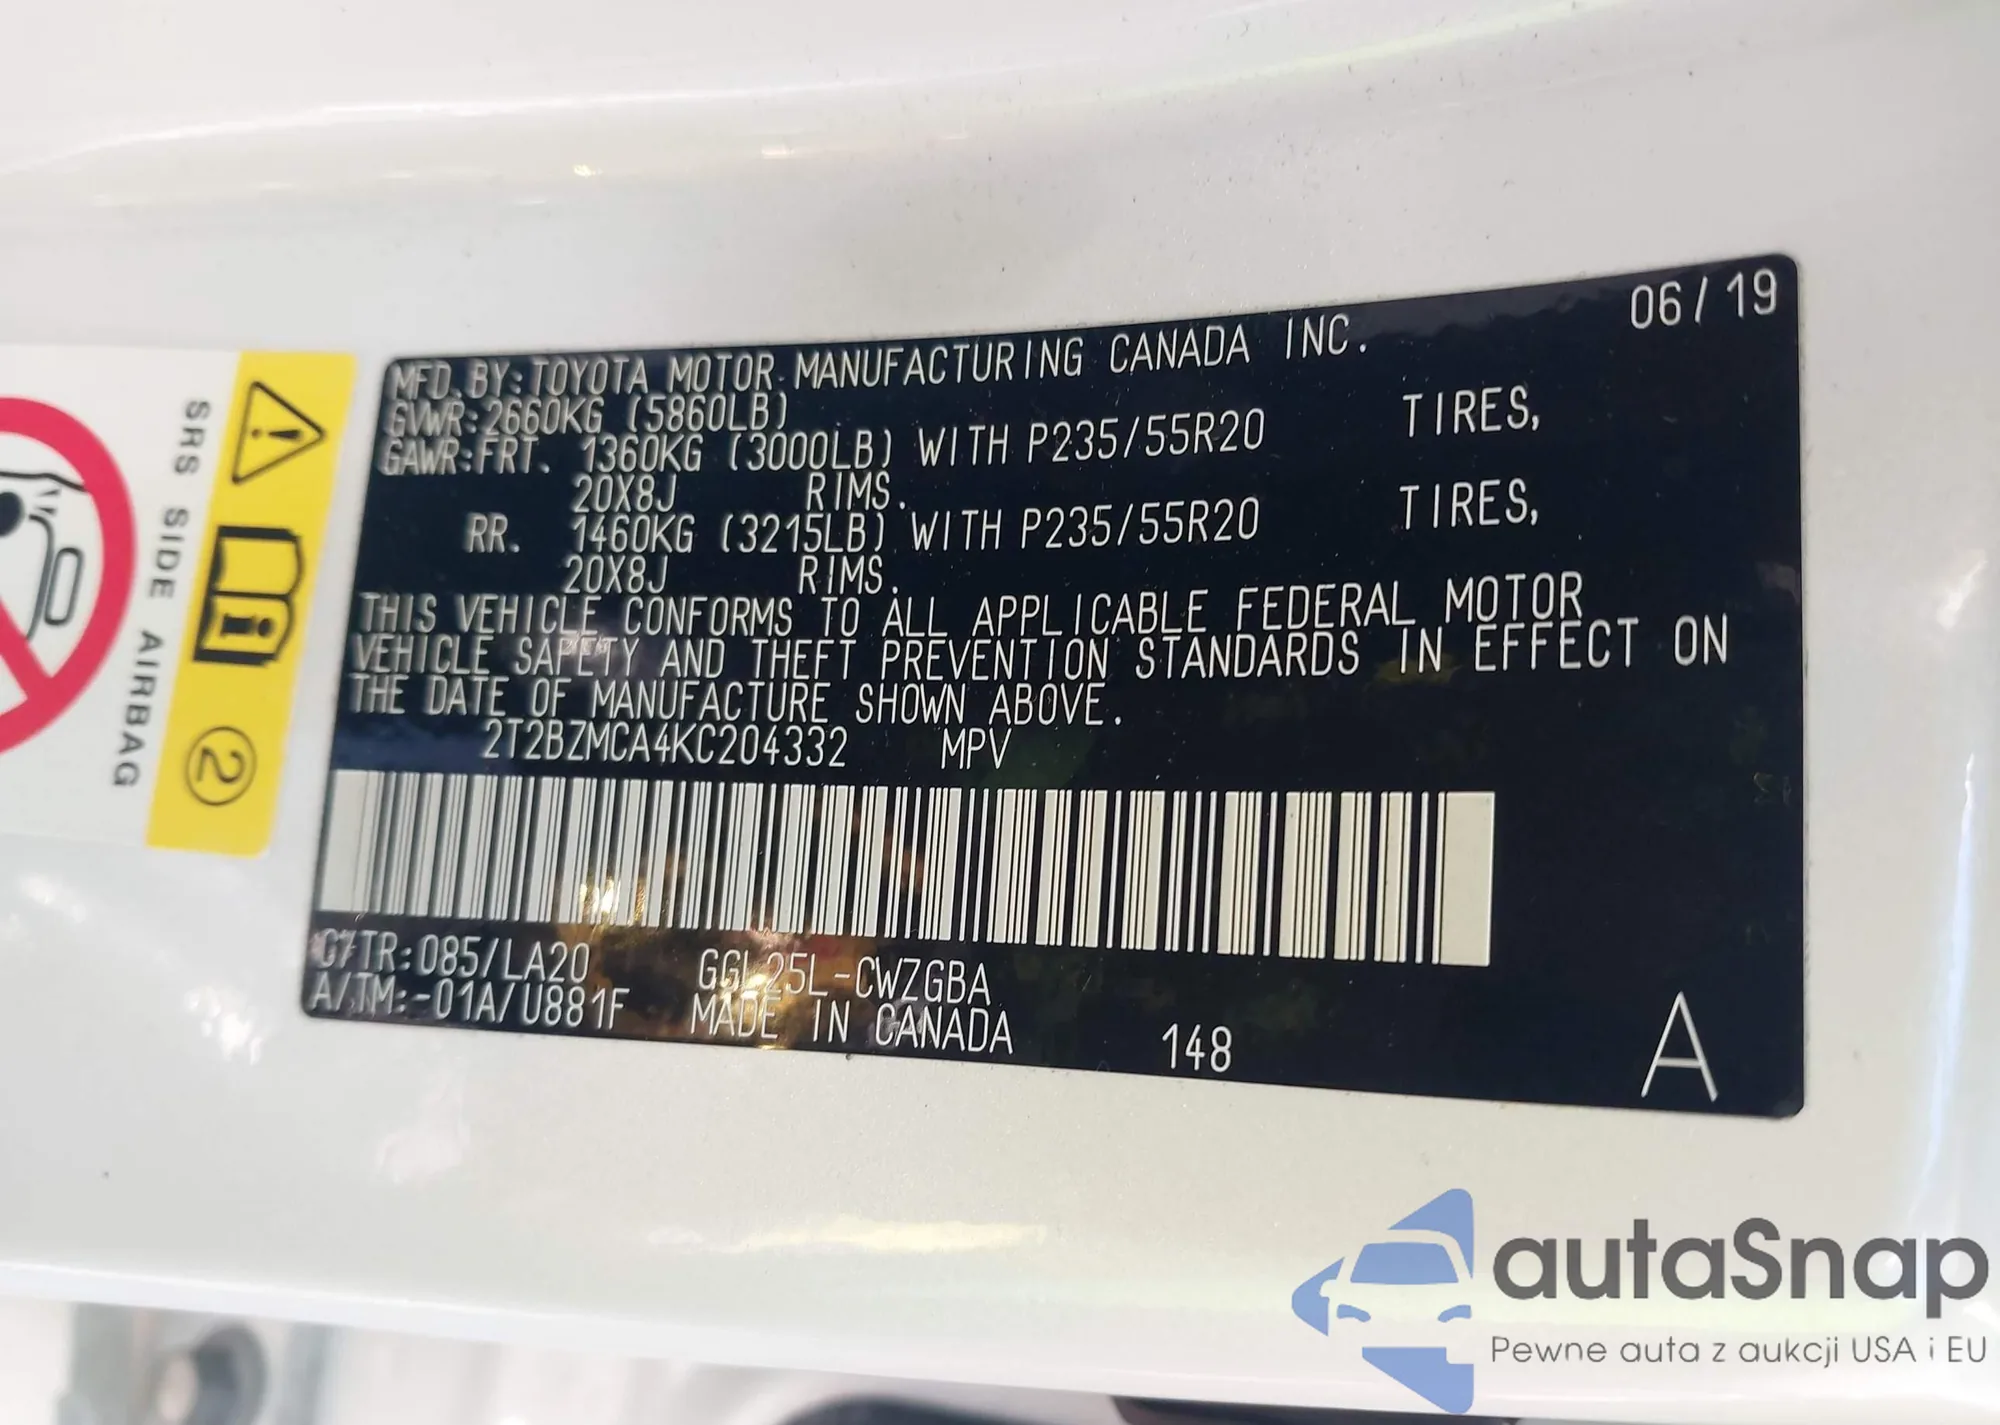 06/19
MFD. BY: TOYOTA MOTOR MANUFACTURING CANADA INC.
GVWR: 2660KG (5860LB)
GAWR: FRT. 1360KG (3000LB) WITH P235/55R20 TIRES,
20X8J RIMS.
RR. 1460KG (3215LB) WITH P235/55R20 TIRES,
20X8J RIMS.
THIS VEHICLE CONFORMS TO ALL APPLICABLE FEDERAL MOTOR
VEHICLE SAFETY AND THEFT PREVENTION STANDARDS IN EFFECT ON
THE DATE OF MANUFACTURE SHOWN ABOVE.
2T2BZMCA4KC204332 MPV
C/TR: 085/LA20 GGL25L-CWZGBA
A/TM: -01A/U881F MADE IN CANADA 148 A
SRS SIDE AIRBAG
2
autaSnap
Pewne auta z aukcji USA i EU